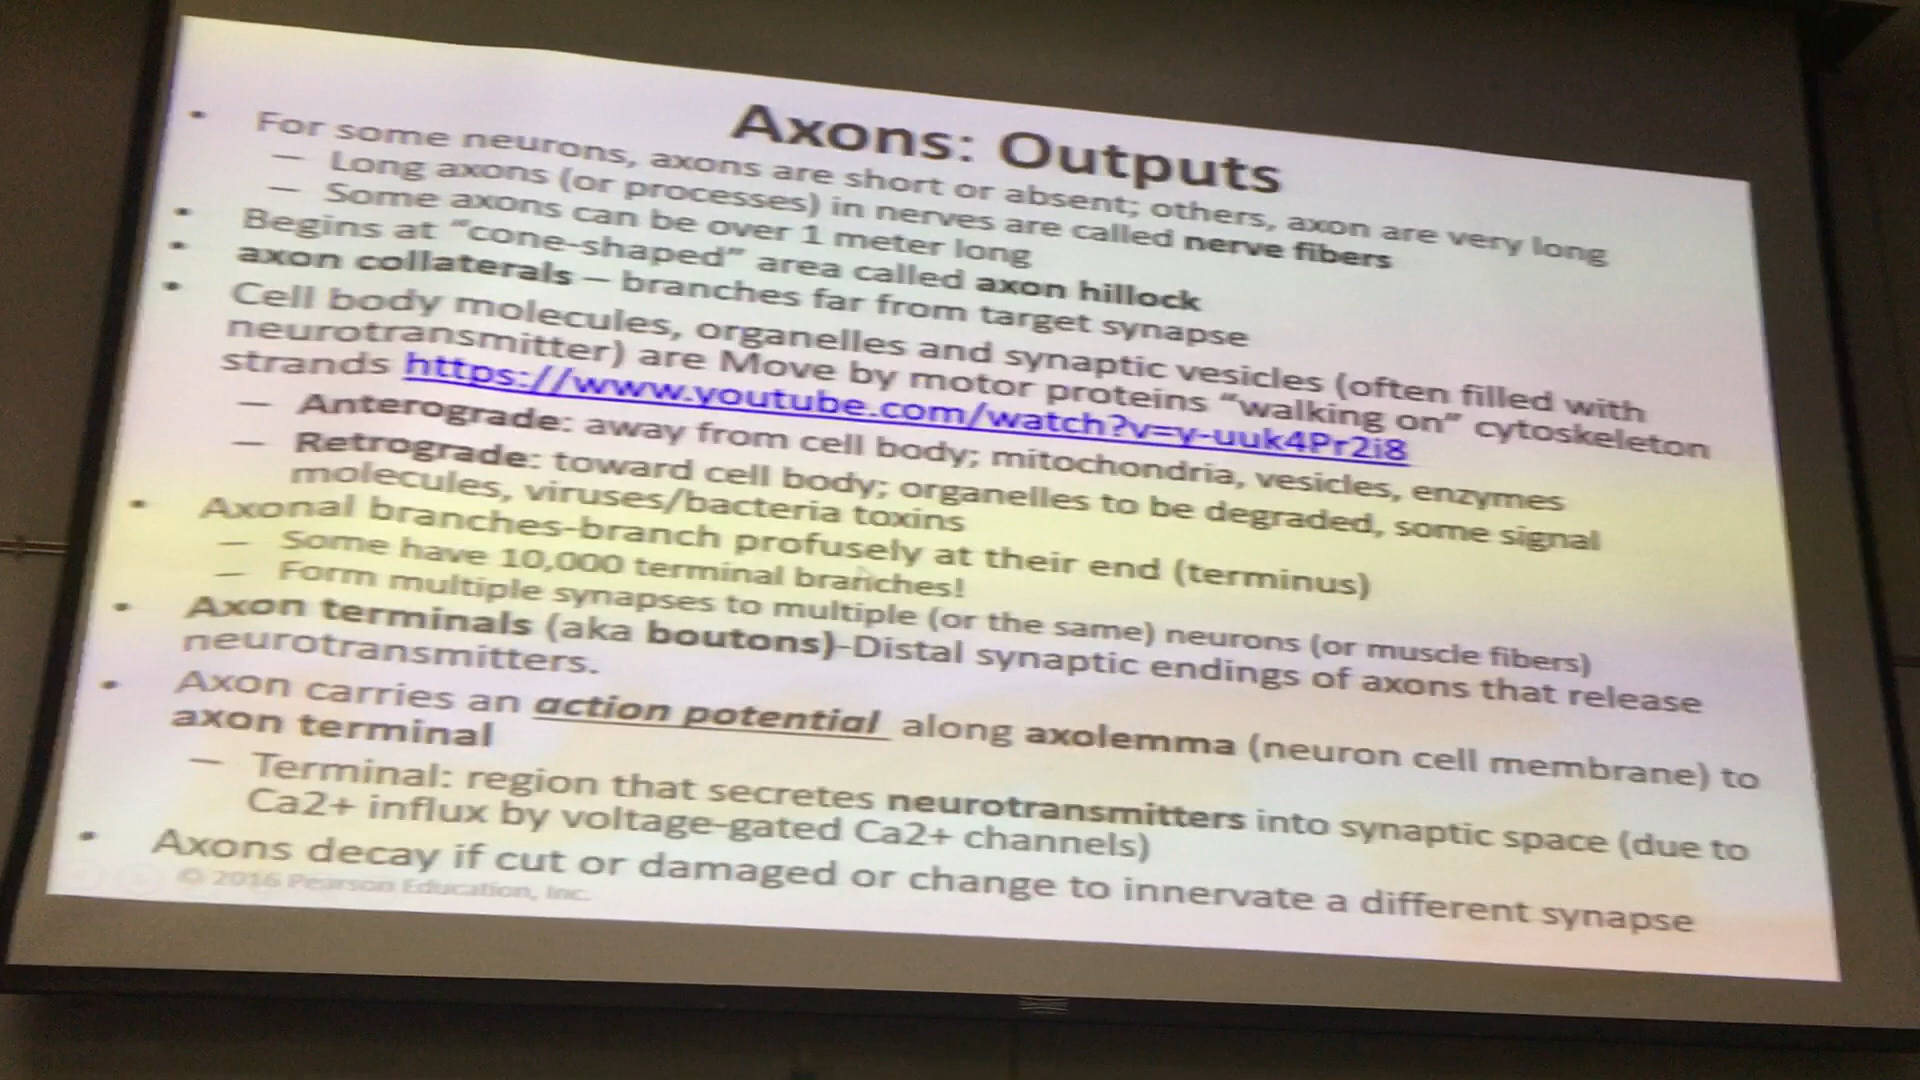 Axons: Outputs
• For some neurons, axons are short or absent; others, axon are very long
– Long axons (or processes) in nerves are called nerve fibers
– Some axons can be over 1 meter long
• Begins at “cone-shaped” area called axon hillock
• axon collaterals – branches far from target synapse
• Cell body molecules, organelles and synaptic vesicles (often filled with
neurotransmitter) are Move by motor proteins “walking on” cytoskeleton
strands https://www.youtube.com/watch?v=y-uuk4Pr2i8
– Anterograde: away from cell body; mitochondria, vesicles, enzymes
– Retrograde: toward cell body; organelles to be degraded, some signal
molecules, viruses/bacteria toxins
• Axonal branches-branch profusely at their end (terminus)
– Some have 10,000 terminal branches!
– Form multiple synapses to multiple (or the same) neurons (or muscle fibers)
• Axon terminals (aka boutons)-Distal synaptic endings of axons that release
neurotransmitters.
• Axon carries an action potential along axolemma (neuron cell membrane) to
axon terminal
– Terminal: region that secretes neurotransmitters into synaptic space (due to
Ca2+ influx by voltage-gated Ca2+ channels)
• Axons decay if cut or damaged or change to innervate a different synapse
© 2016 Pearson Education, Inc.